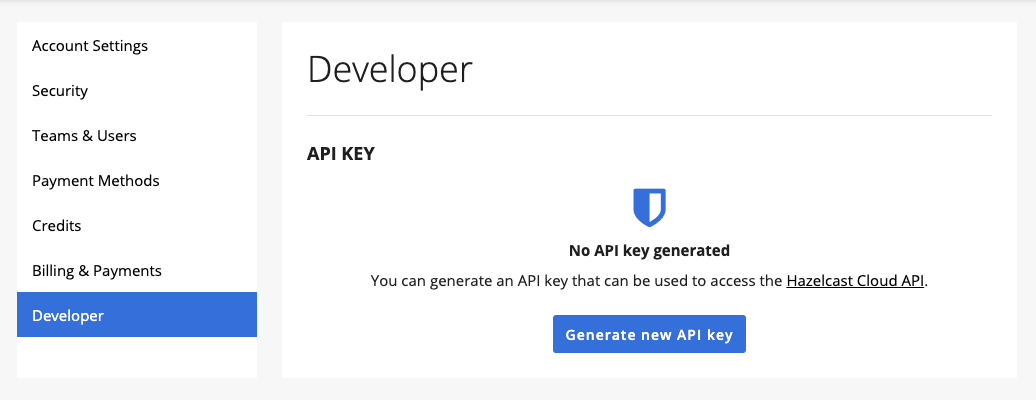 Account Settings
Security
Teams & Users
Payment Methods
Credits
Billing & Payments
Developer
Developer
API KEY
No API key generated
You can generate an API key that can be used to access the Hazelcast Cloud API.
Generate new API key